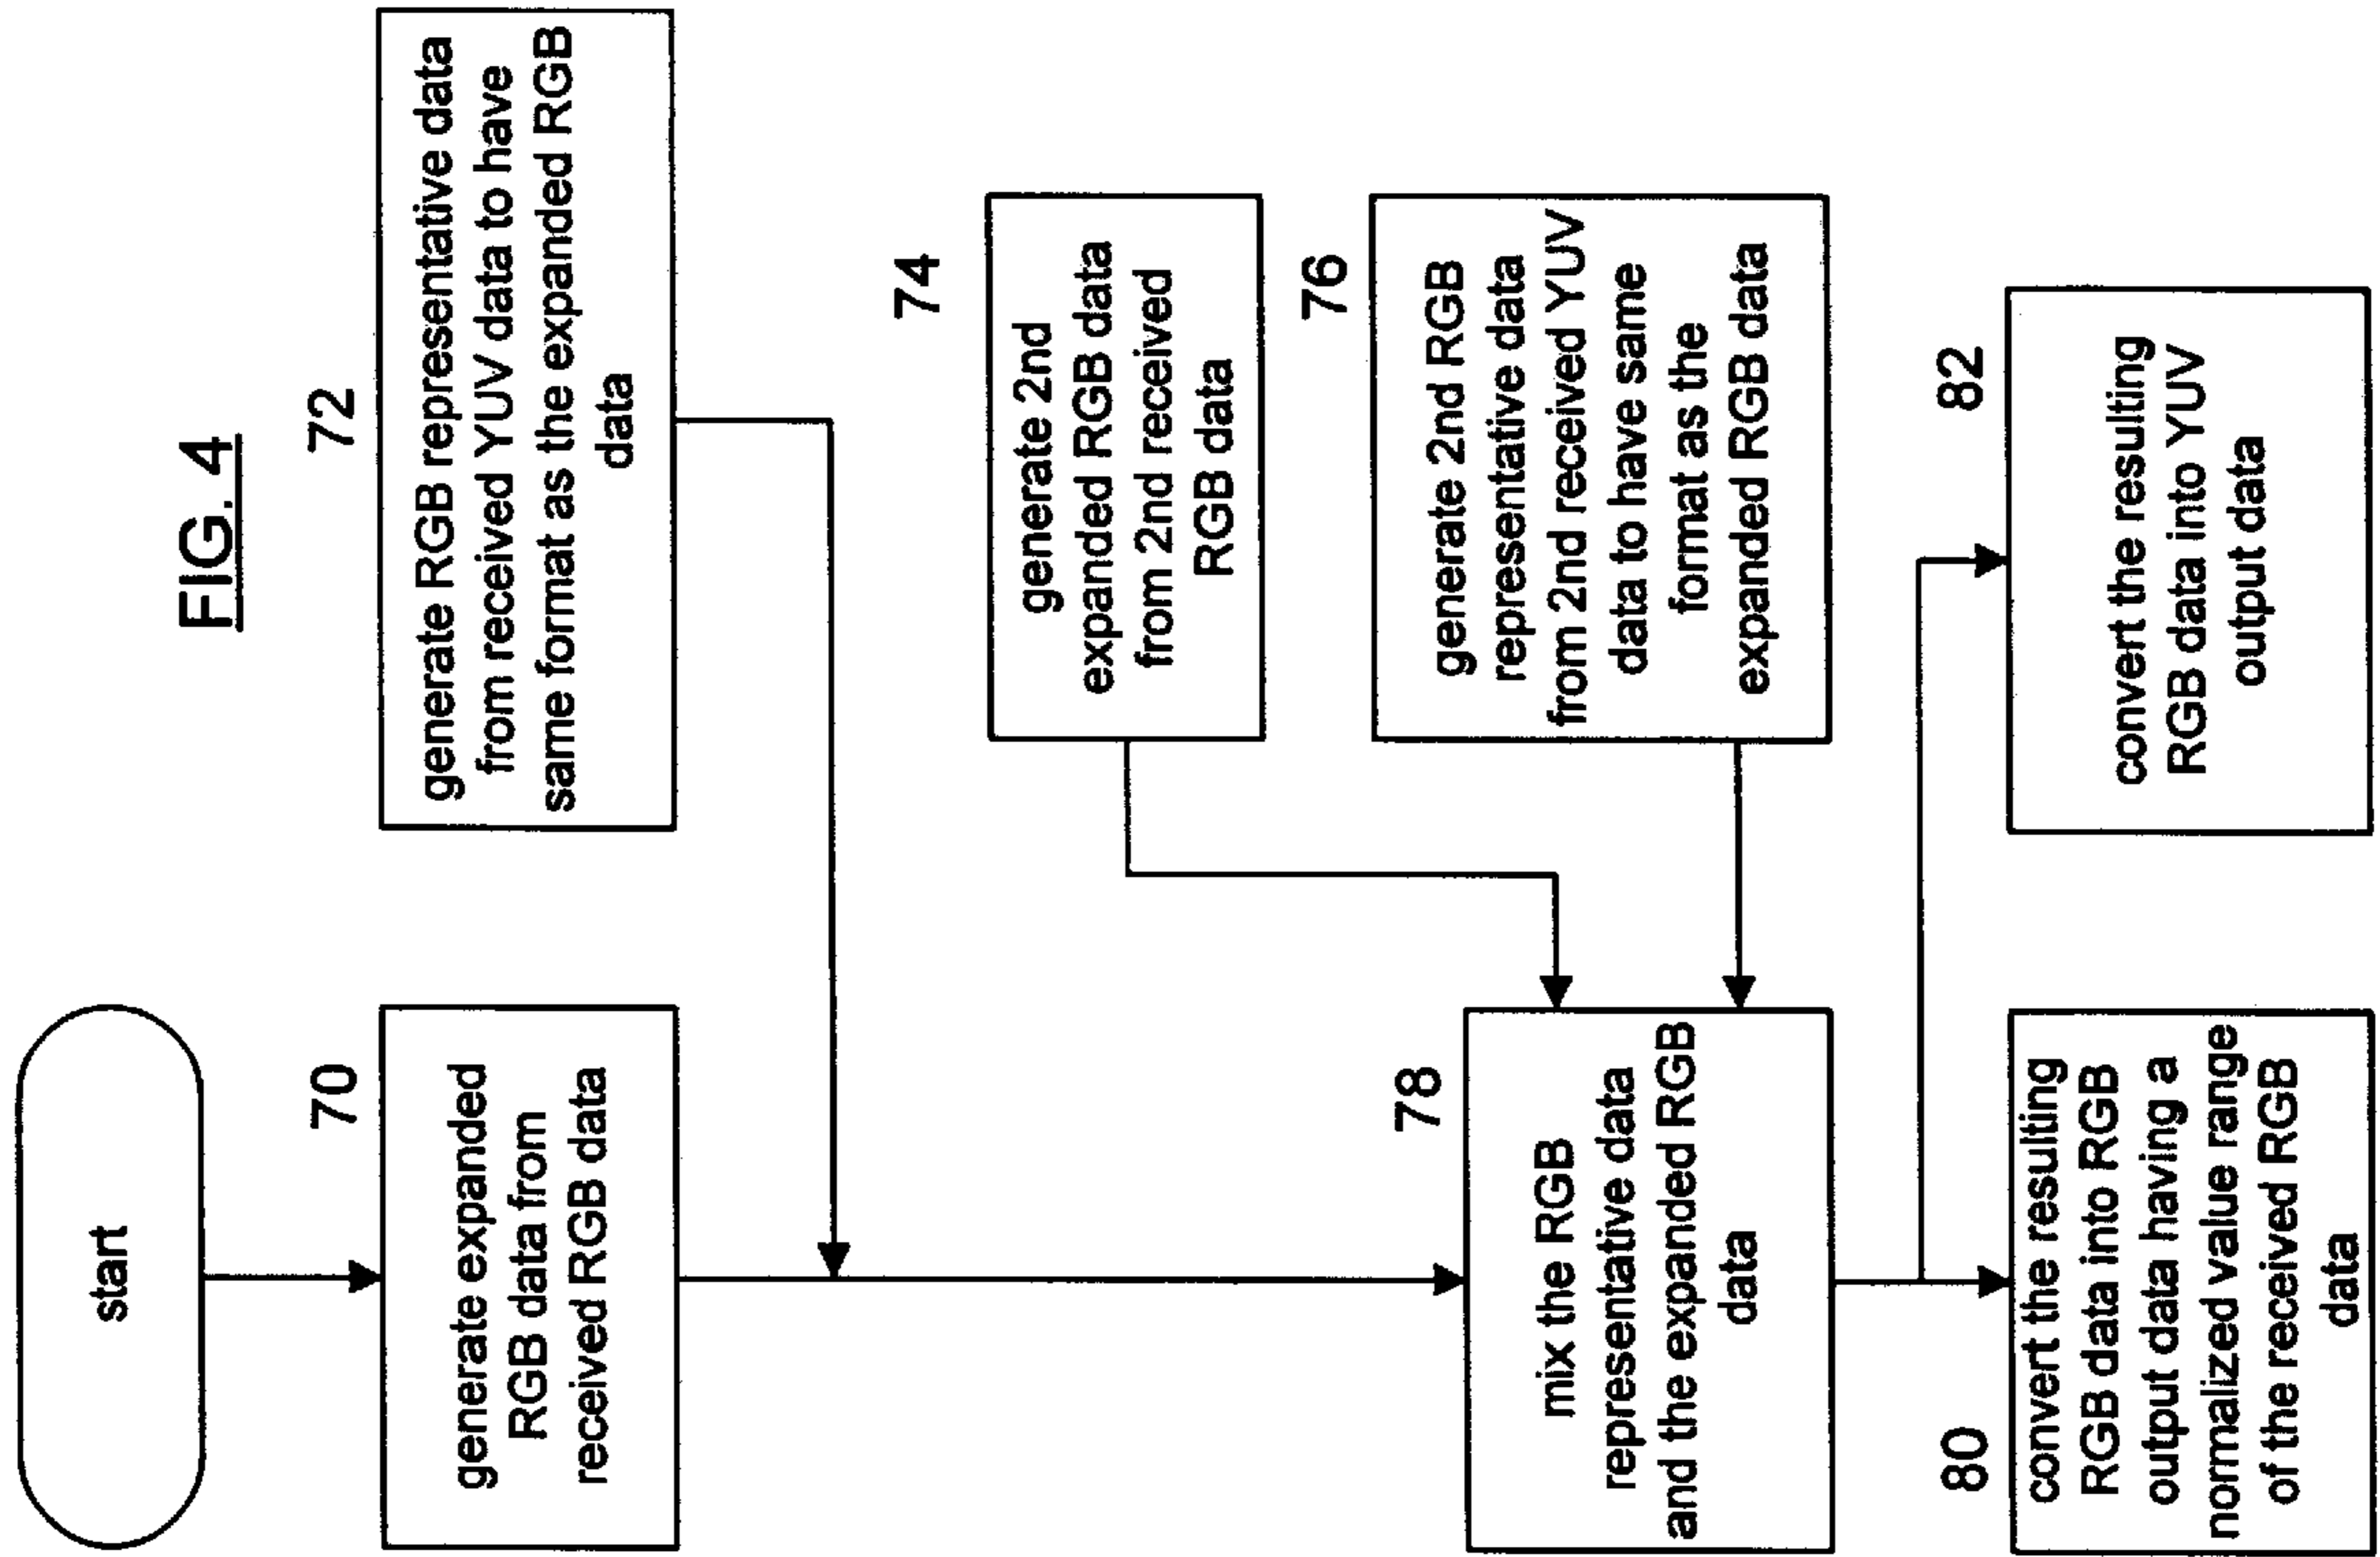 FIG. 4
start
70
generate expanded
RGB data from
received RGB data
72
generate RGB representative data
from received YUV data to have
same format as the expanded RGB
data
74
generate 2nd
expanded RGB data
from 2nd received
RGB data
76
generate 2nd RGB
representative data
from 2nd received YUV
data to have same
format as the
expanded RGB data
78
mix the RGB
representative data
and the expanded RGB
data
80
convert the resulting
RGB data into RGB
output data having a
normalized value range
of the received RGB
data
82
convert the resulting
RGB data into YUV
output data